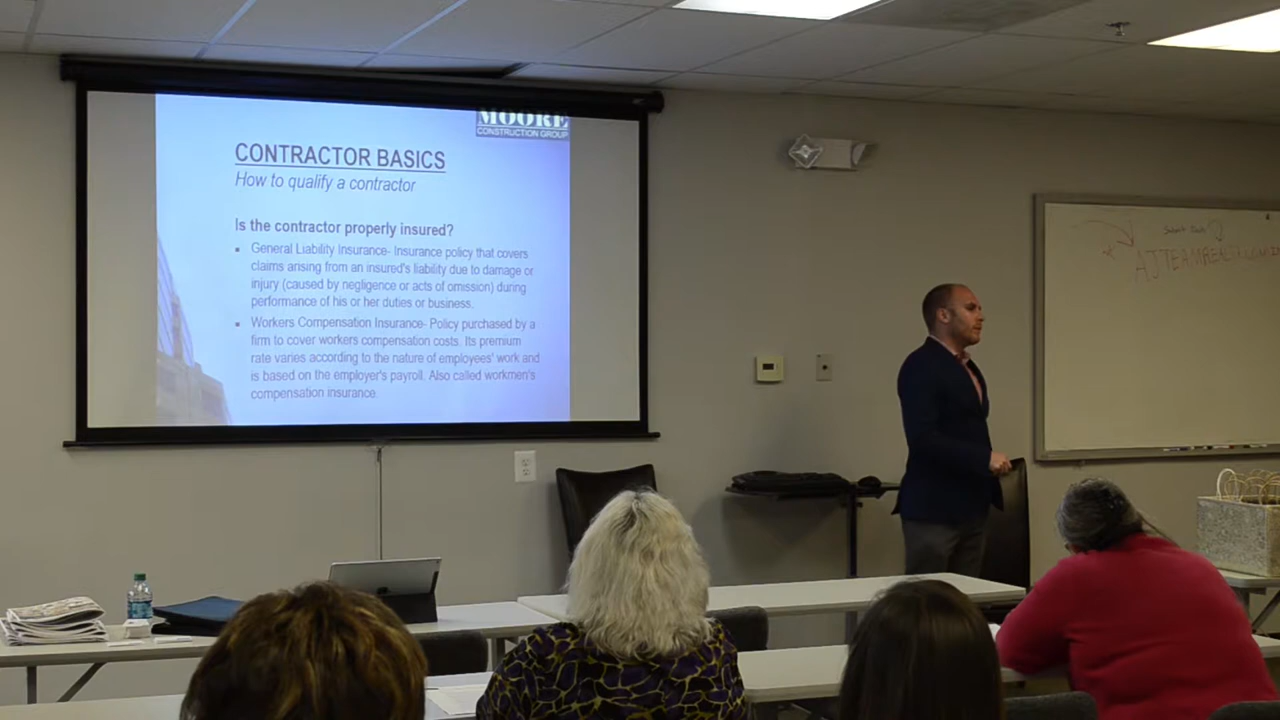 MOORE
CONSTRUCTION GROUP
CONTRACTOR BASICS
How to qualify a contractor
Is the contractor properly insured?
▪ General Liability Insurance- Insurance policy that covers
claims arising from an insured's liability due to damage or
injury (caused by negligence or acts of omission) during
performance of his or her duties or business.
▪ Workers Compensation Insurance- Policy purchased by a
firm to cover workers compensation costs. Its premium
rate varies according to the nature of employees' work and
is based on the employer's payroll. Also called workmen's
compensation insurance.